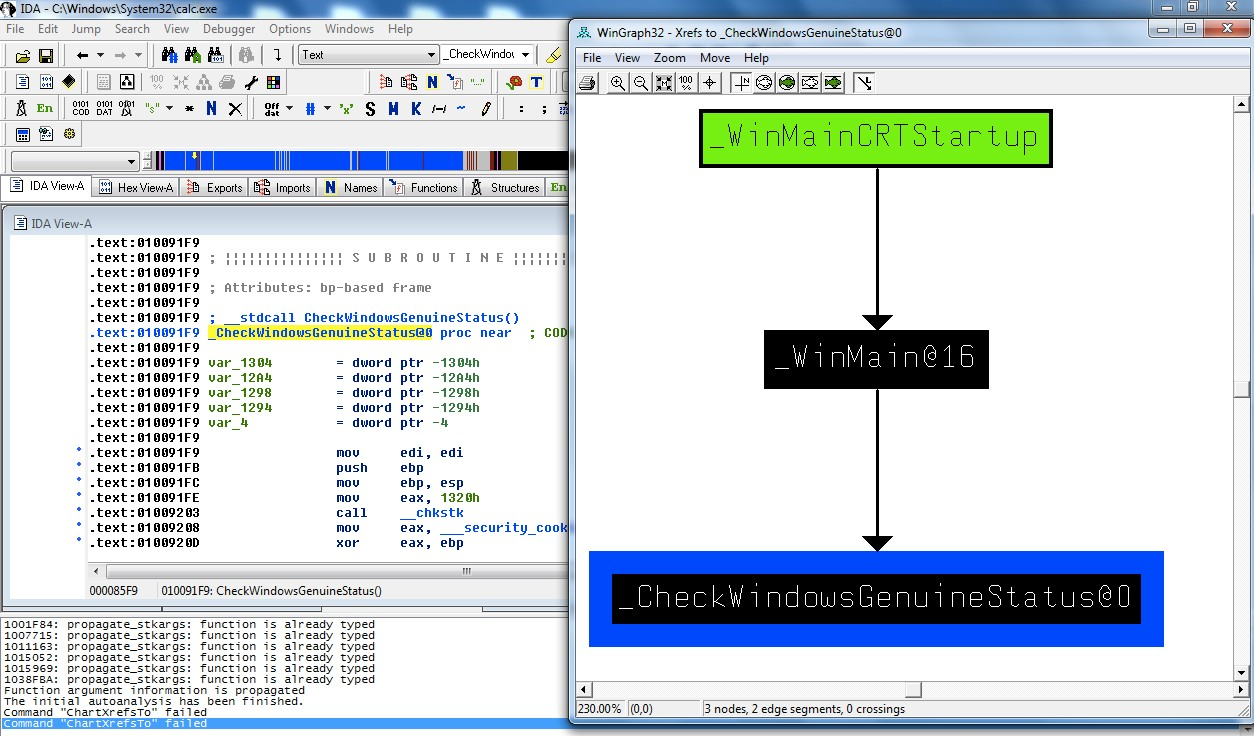 IDA - C:\Windows\System32\calc.exe
File Edit Jump Search View Debugger Options Windows Help
Text
_CheckWindo
100 %
En
0101 COD 0101 DAT
"s"
* N
Off dat
# 'x' S M K
: ;
IDA View-A Hex View-A Exports Imports N Names Functions Structures En
IDA View-A
.text:010091F9
.text:010091F9 ; ¦¦¦¦¦¦¦¦¦¦¦¦¦¦¦ S U B R O U T I N E ¦¦¦¦¦¦¦
.text:010091F9
.text:010091F9 ; Attributes: bp-based frame
.text:010091F9
.text:010091F9 ; __stdcall CheckWindowsGenuineStatus()
.text:010091F9 _CheckWindowsGenuineStatus@0 proc near ; COD
.text:010091F9
.text:010091F9 var_1304 = dword ptr -1304h
.text:010091F9 var_12A4 = dword ptr -12A4h
.text:010091F9 var_1298 = dword ptr -1298h
.text:010091F9 var_1294 = dword ptr -1294h
.text:010091F9 var_4 = dword ptr -4
.text:010091F9
.text:010091F9 mov edi, edi
.text:010091FB push ebp
.text:010091FC mov ebp, esp
.text:010091FE mov eax, 1320h
.text:01009203 call __chkstk
.text:01009208 mov eax, ___security_cook
.text:0100920D xor eax, ebp
000085F9 010091F9: CheckWindowsGenuineStatus()
1001F84: propagate_stkargs: function is already typed
1007715: propagate_stkargs: function is already typed
1011163: propagate_stkargs: function is already typed
1015052: propagate_stkargs: function is already typed
1015969: propagate_stkargs: function is already typed
1038FBA: propagate_stkargs: function is already typed
Function argument information is propagated
The initial autoanalysis has been finished.
Command "ChartXrefsTo" failed
Command "ChartXrefsTo" failed
WinGraph32 - Xrefs to _CheckWindowsGenuineStatus@0
File View Zoom Move Help
100 %
_WinMainCRTStartup
_WinMain@16
_CheckWindowsGenuineStatus@0
230.00% (0,0) 3 nodes, 2 edge segments, 0 crossings